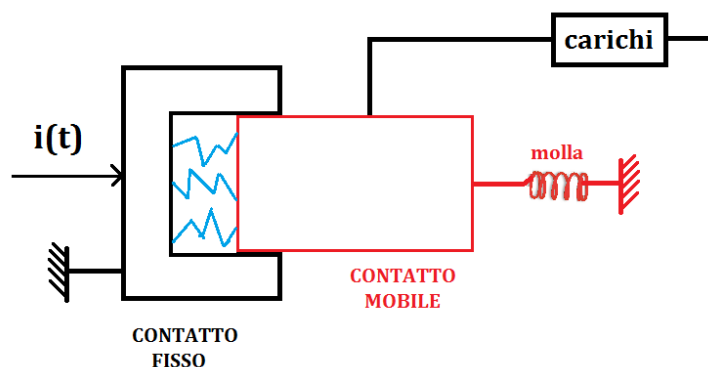 carichi
i(t)
molla
CONTATTO
MOBILE
CONTATTO
FISSO